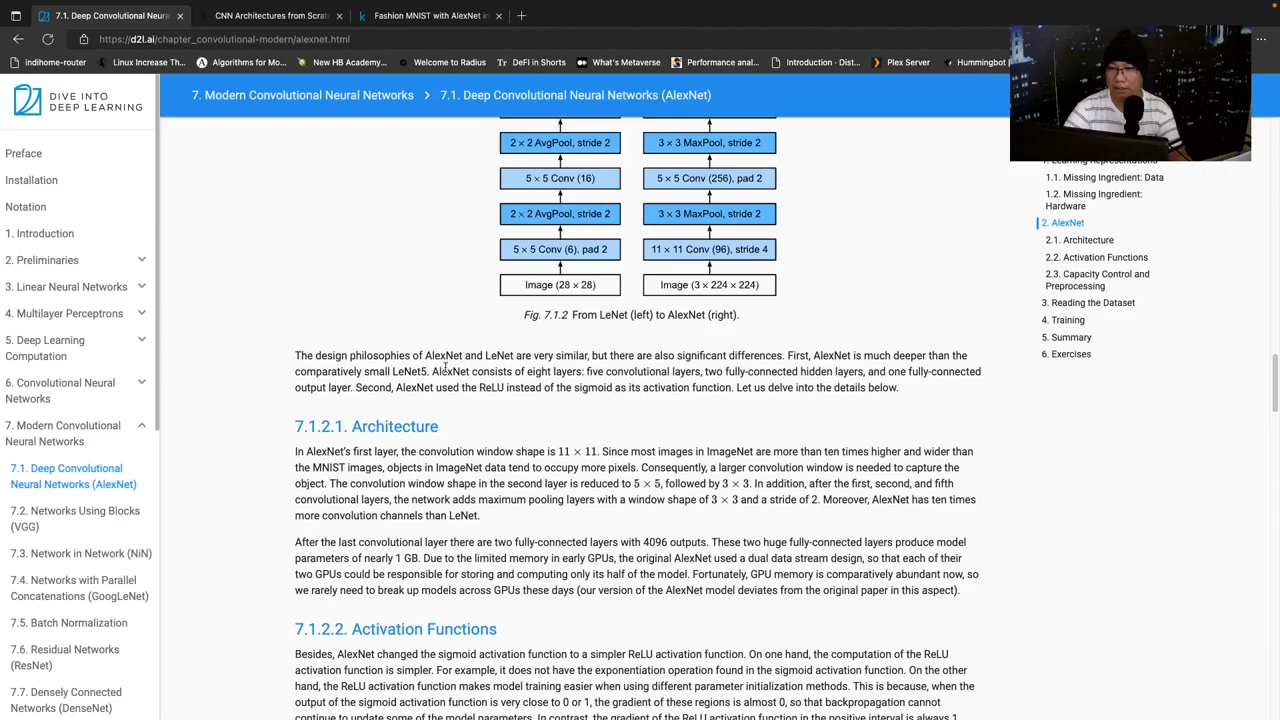 7.1. Deep Convolutional Neura
CNN Architectures from Scrat
Fashion MNIST with AlexNet in
https://d2l.ai/chapter_convolutional-modern/alexnet.html
indihome-router
Linux Increase Th...
Algorithms for Mo...
New HB Academy...
Welcome to Radius
DeFI in Shorts
What's Metaverse
Performance anal...
Introduction : Dist...
Plex Server
Hummingbot
DIVE INTO
DEEP LEARNING
7. Modern Convolutional Neural Networks
7.1. Deep Convolutional Neural Networks (AlexNet)
Preface
Installation
Notation
1. Introduction
2. Preliminaries
3. Linear Neural Networks
4. Multilayer Perceptrons
5. Deep Learning
Computation
6. Convolutional Neural
Networks
7. Modern Convolutional
Neural Networks
7.1. Deep Convolutional
Neural Networks (AlexNet)
7.2. Networks Using Blocks
(VGG)
7.3. Network in Network (NiN)
7.4. Networks with Parallel
Concatenations (GoogLeNet)
7.5. Batch Normalization
7.6. Residual Networks
(ResNet)
7.7. Densely Connected
Networks (DenseNet)
2 × 2 AvgPool, stride 2
3 × 3 MaxPool, stride 2
5 × 5 Conv (16)
5 × 5 Conv (256), pad 2
2 × 2 AvgPool, stride 2
3 × 3 MaxPool, stride 2
5 × 5 Conv (6), pad 2
11 × 11 Conv (96), stride 4
Image (28 × 28)
Image (3 × 224 × 224)
Fig. 7.1.2 From LeNet (left) to AlexNet (right).
The design philosophies of AlexNet and LeNet are very similar, but there are also significant differences. First, AlexNet is much deeper than the
comparatively small LeNet5. AlexNet consists of eight layers: five convolutional layers, two fully-connected hidden layers, and one fully-connected
output layer. Second, AlexNet used the ReLU instead of the sigmoid as its activation function. Let us delve into the details below.
7.1.2.1. Architecture
In AlexNet's first layer, the convolution window shape is 11 × 11. Since most images in ImageNet are more than ten times higher and wider than
the MNIST images, objects in ImageNet data tend to occupy more pixels. Consequently, a larger convolution window is needed to capture the
object. The convolution window shape in the second layer is reduced to 5 × 5, followed by 3 × 3. In addition, after the first, second, and fifth
convolutional layers, the network adds maximum pooling layers with a window shape of 3 × 3 and a stride of 2. Moreover, AlexNet has ten times
more convolution channels than LeNet.
After the last convolutional layer there are two fully-connected layers with 4096 outputs. These two huge fully-connected layers produce model
parameters of nearly 1 GB. Due to the limited memory in early GPUs, the original AlexNet used a dual data stream design, so that each of their
two GPUs could be responsible for storing and computing only its half of the model. Fortunately, GPU memory is comparatively abundant now, so
we rarely need to break up models across GPUs these days (our version of the AlexNet model deviates from the original paper in this aspect).
7.1.2.2. Activation Functions
Besides, AlexNet changed the sigmoid activation function to a simpler ReLU activation function. On one hand, the computation of the ReLU
activation function is simpler. For example, it does not have the exponentiation operation found in the sigmoid activation function. On the other
hand, the ReLU activation function makes model training easier when using different parameter initialization methods. This is because, when the
output of the sigmoid activation function is very close to 0 or 1, the gradient of these regions is almost 0, so that backpropagation cannot
continue to update some of the model parameters. In contrast, the gradient of the ReLU activation function in the positive interval is always 1
1. Learning Representations
1.1. Missing Ingredient: Data
1.2. Missing Ingredient:
Hardware
2. AlexNet
2.1. Architecture
2.2. Activation Functions
2.3. Capacity Control and
Preprocessing
3. Reading the Dataset
4. Training
5. Summary
6. Exercises